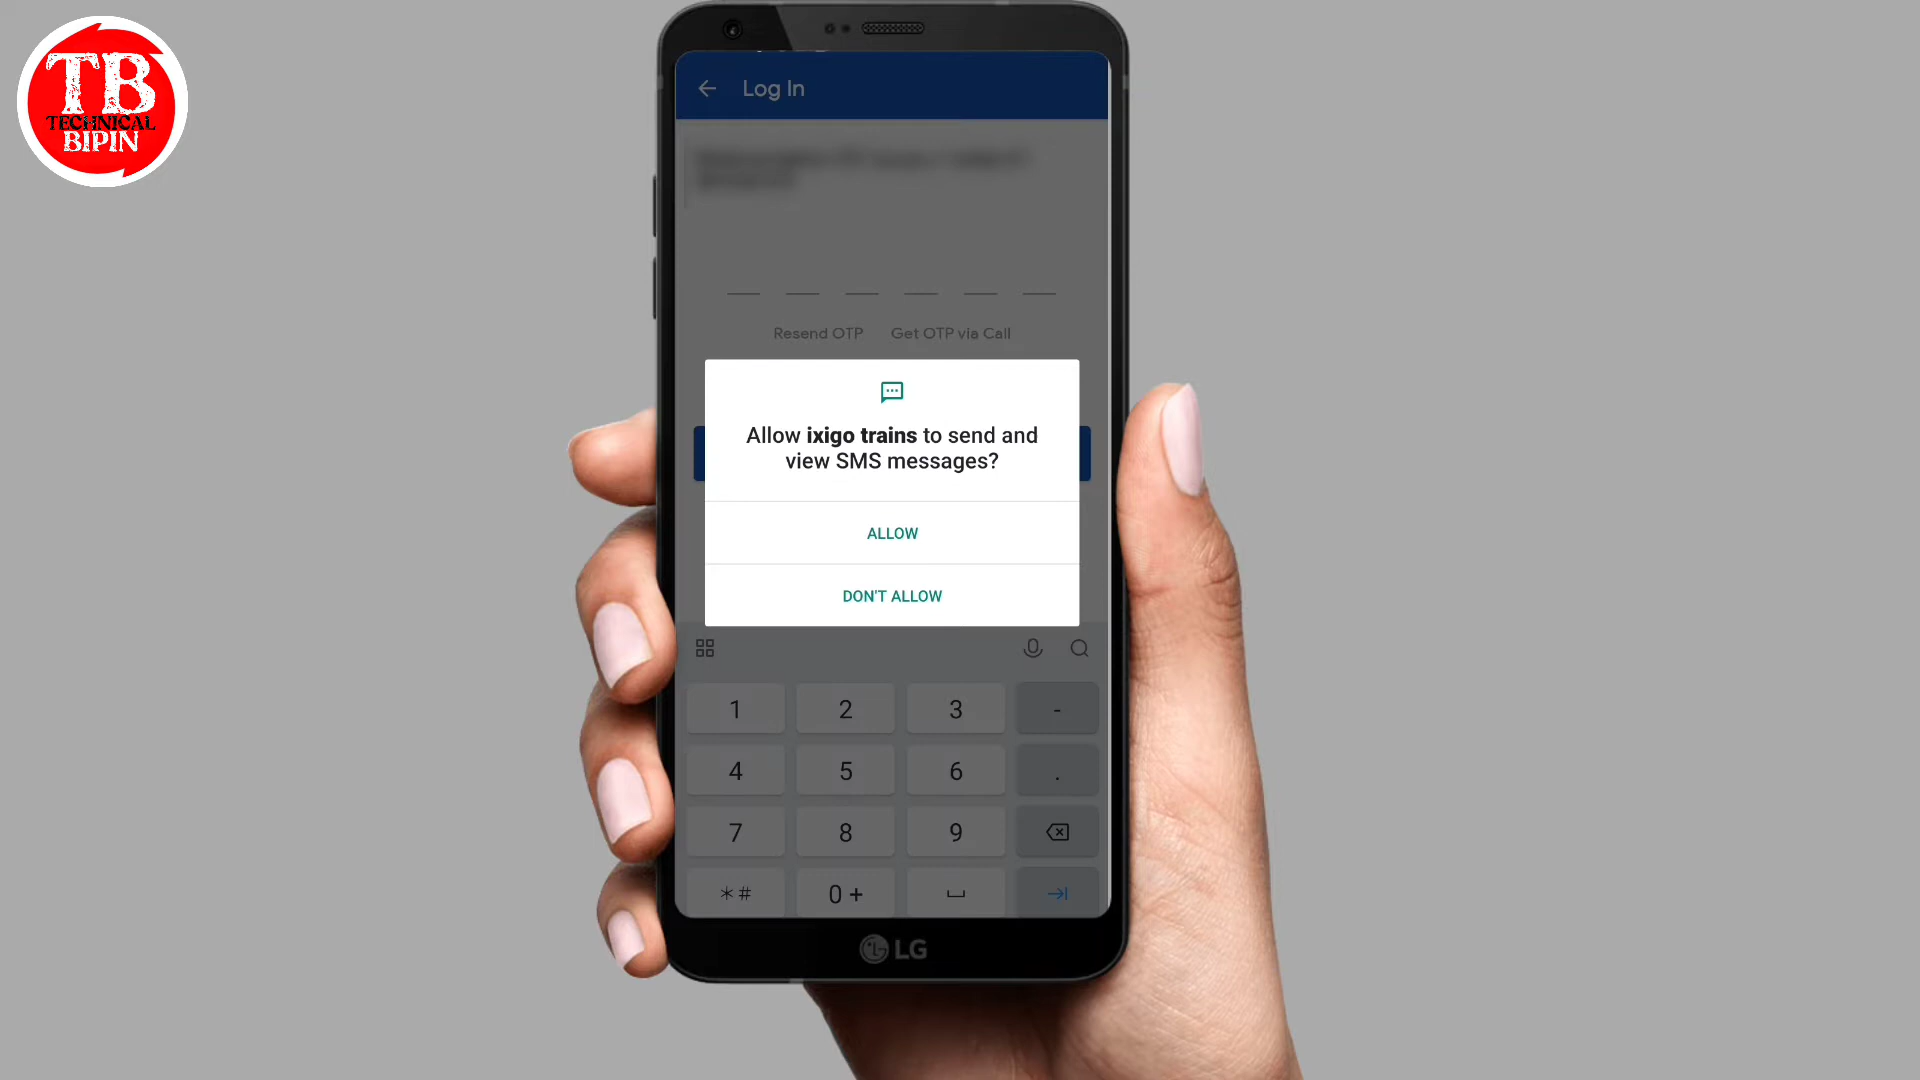 TB
TECHNICAL
BIPIN
Log In
Resend OTP Get OTP via Call
Allow ixigo trains to send and
view SMS messages?
ALLOW
DON'T ALLOW
1 2 3 -
4 5 6 .
7 8 9
*# 0 +
LG